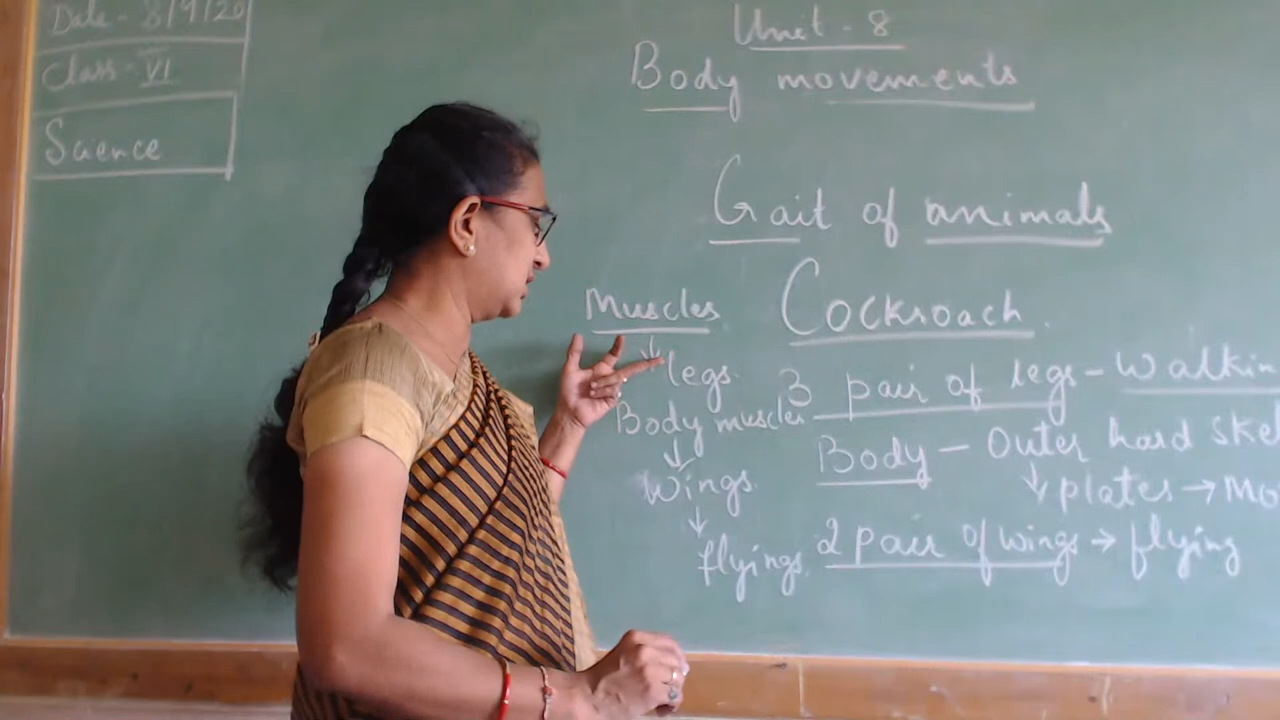 Date - 8/9/20
Class - VI
Science
Unit - 8
Body movements
Gait of animals
Cockroach.
Muscles
legs.
Body muscles
Wings.
flyings.
3 pair of legs - Walkin
Body - Outer hard Ske
plates → Mo
2 pair of wings → flying